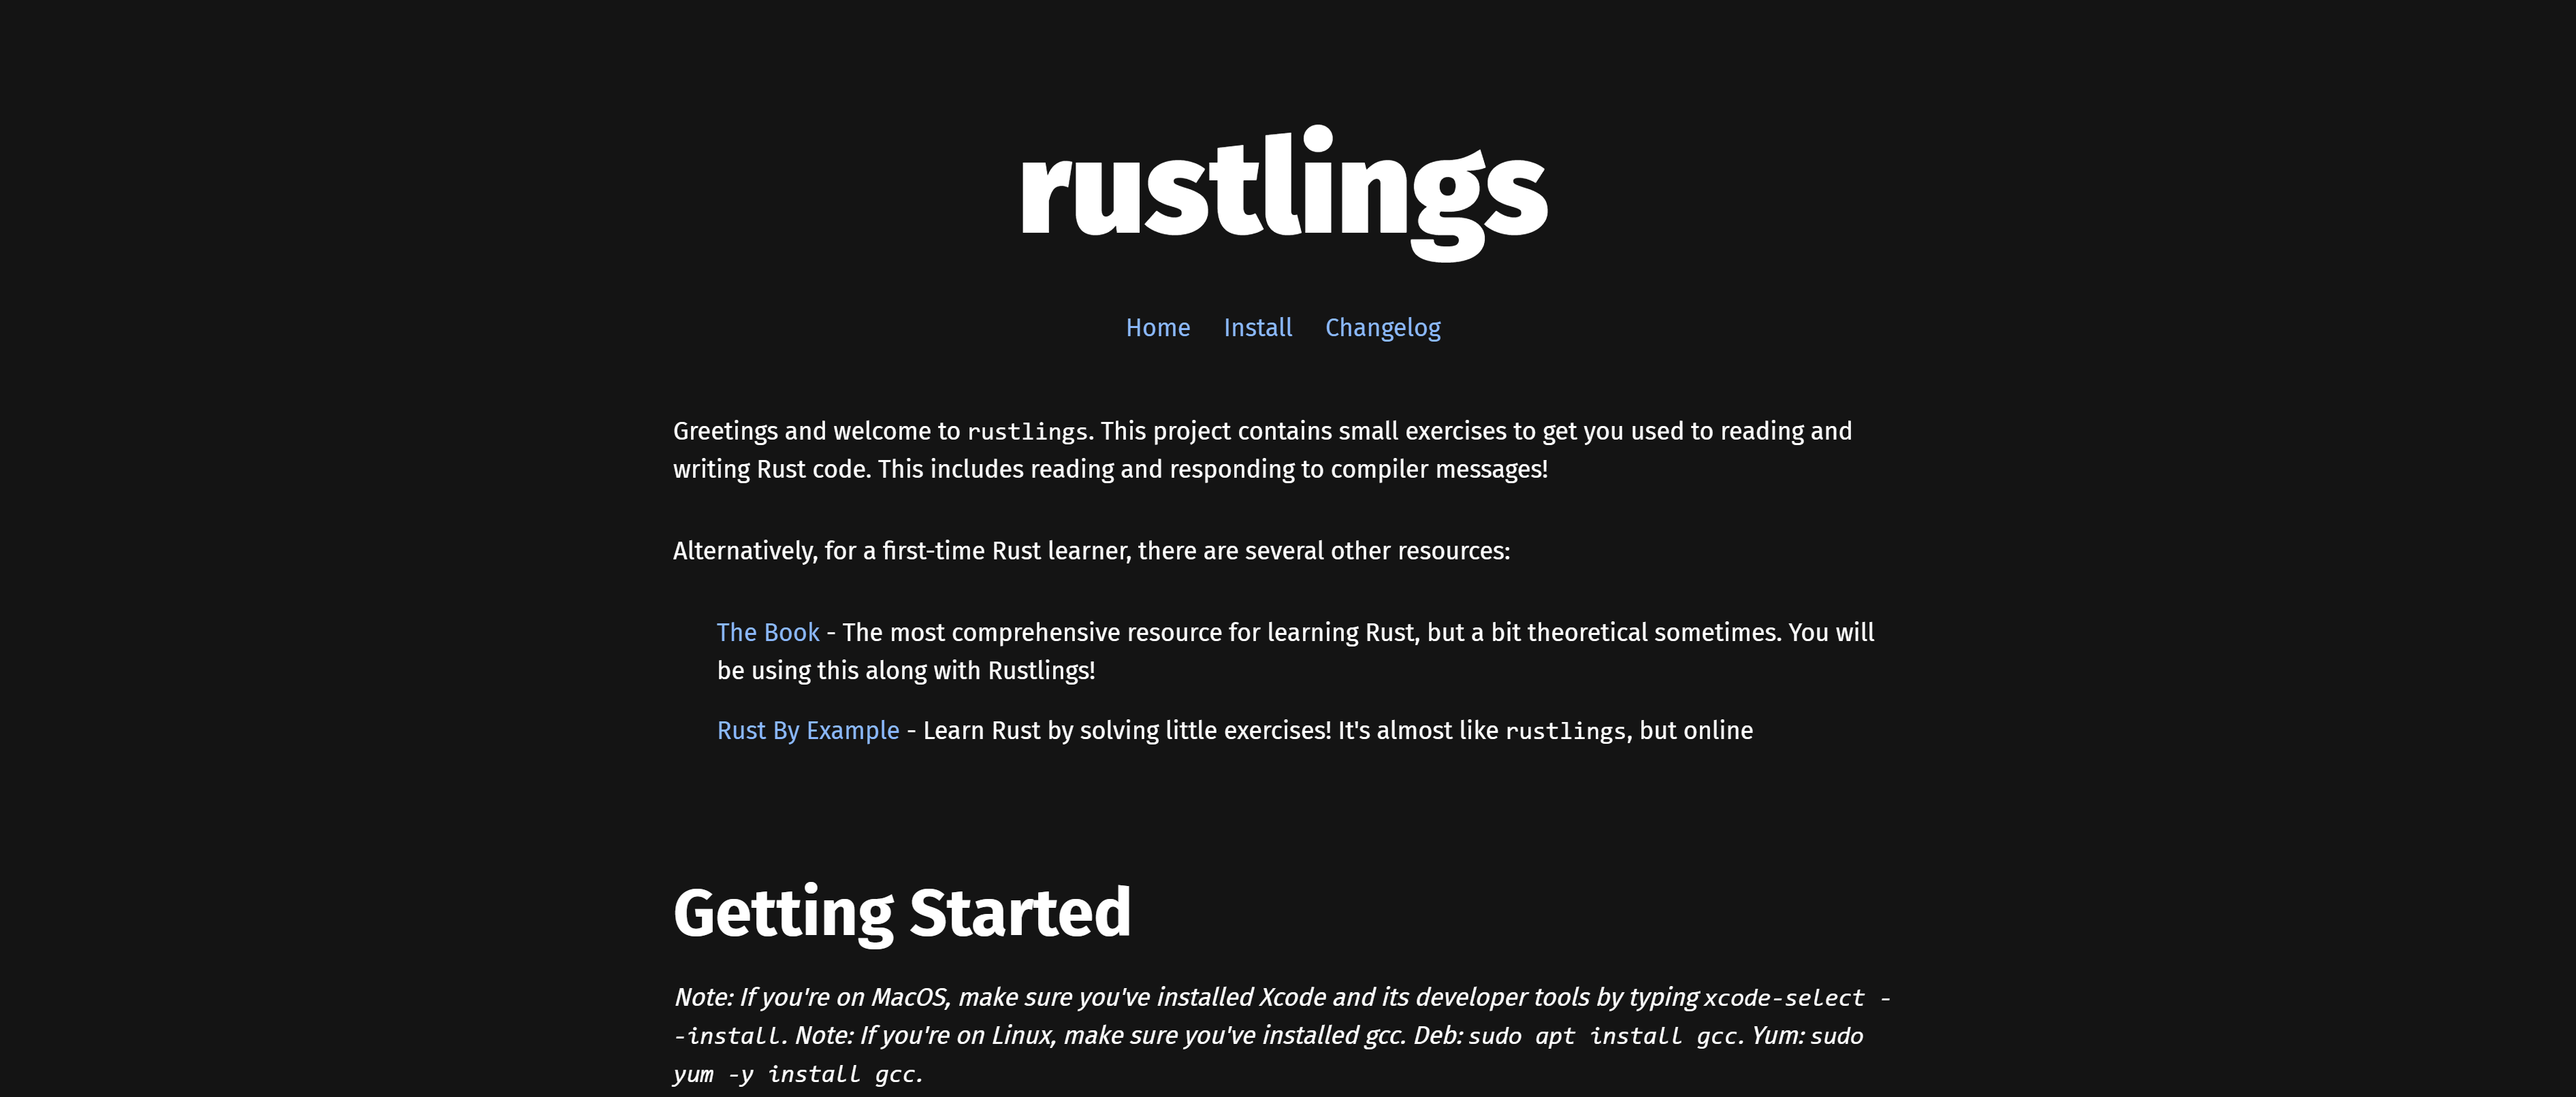 rustlings
Home Install Changelog
Greetings and welcome to rustlings. This project contains small exercises to get you used to reading and
writing Rust code. This includes reading and responding to compiler messages!
Alternatively, for a first-time Rust learner, there are several other resources:
The Book - The most comprehensive resource for learning Rust, but a bit theoretical sometimes. You will
be using this along with Rustlings!
Rust By Example - Learn Rust by solving little exercises! It's almost like rustlings, but online
Getting Started
Note: If you're on MacOS, make sure you've installed Xcode and its developer tools by typing xcode-select -
-install. Note: If you're on Linux, make sure you've installed gcc. Deb: sudo apt install gcc. Yum: sudo
yum -y install gcc.